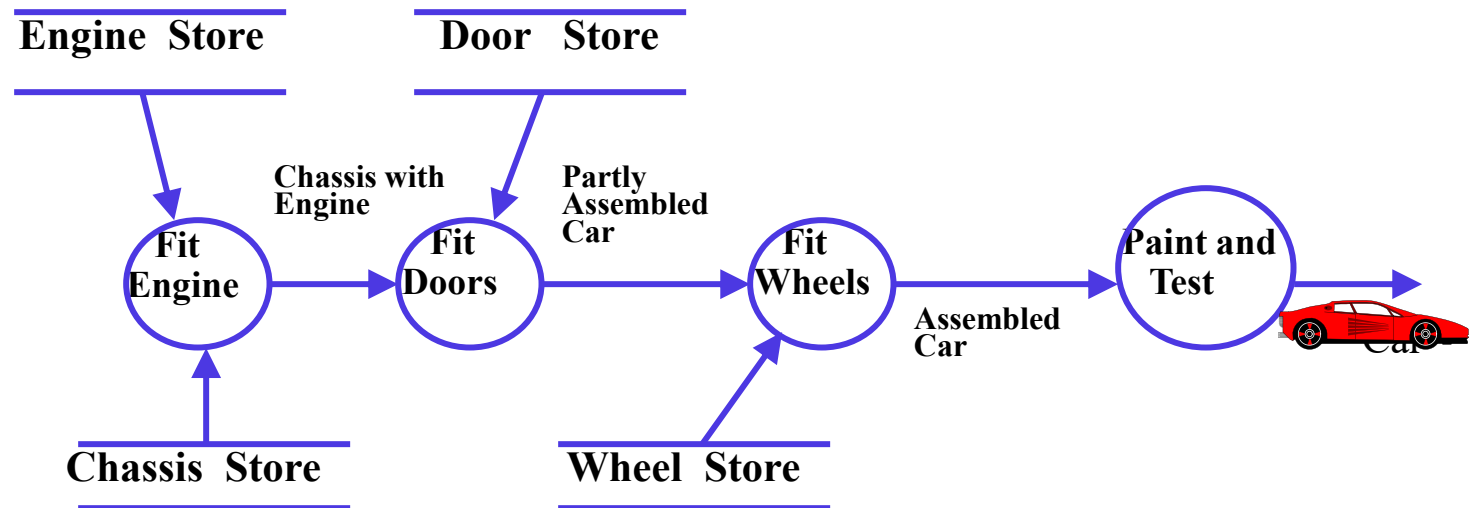 Engine Store
Door Store
Chassis with
Engine
Partly
Assembled
Car
Fit
Engine
Fit
Doors
Fit
Wheels
Paint and
Test
Assembled
Car
Car
Chassis Store
Wheel Store